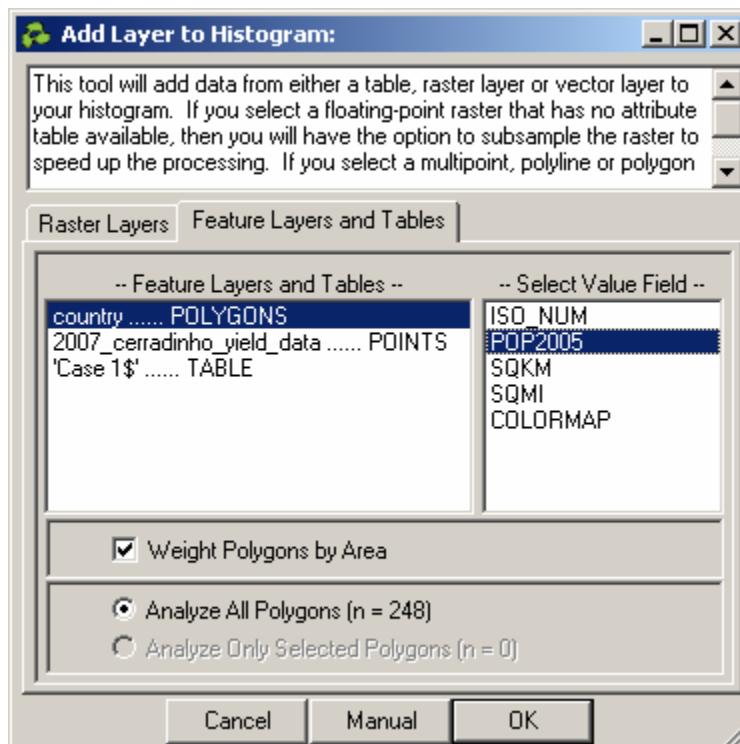 Add Layer to Histogram:
This tool will add data from either a table, raster layer or vector layer to
your histogram.  If you select a floating-point raster that has no attribute
table available, then you will have the option to subsample the raster to
speed up the processing.  If you select a multipoint, polyline or polygon
Raster Layers
Feature Layers and Tables
-- Feature Layers and Tables --
country ...... POLYGONS
2007_cerradinho_yield_data ...... POINTS
'Case 1$' ...... TABLE
-- Select Value Field --
ISO_NUM
POP2005
SQKM
SQMI
COLORMAP
Weight Polygons by Area
Analyze All Polygons (n = 248)
Analyze Only Selected Polygons (n = 0)
Cancel
Manual
OK